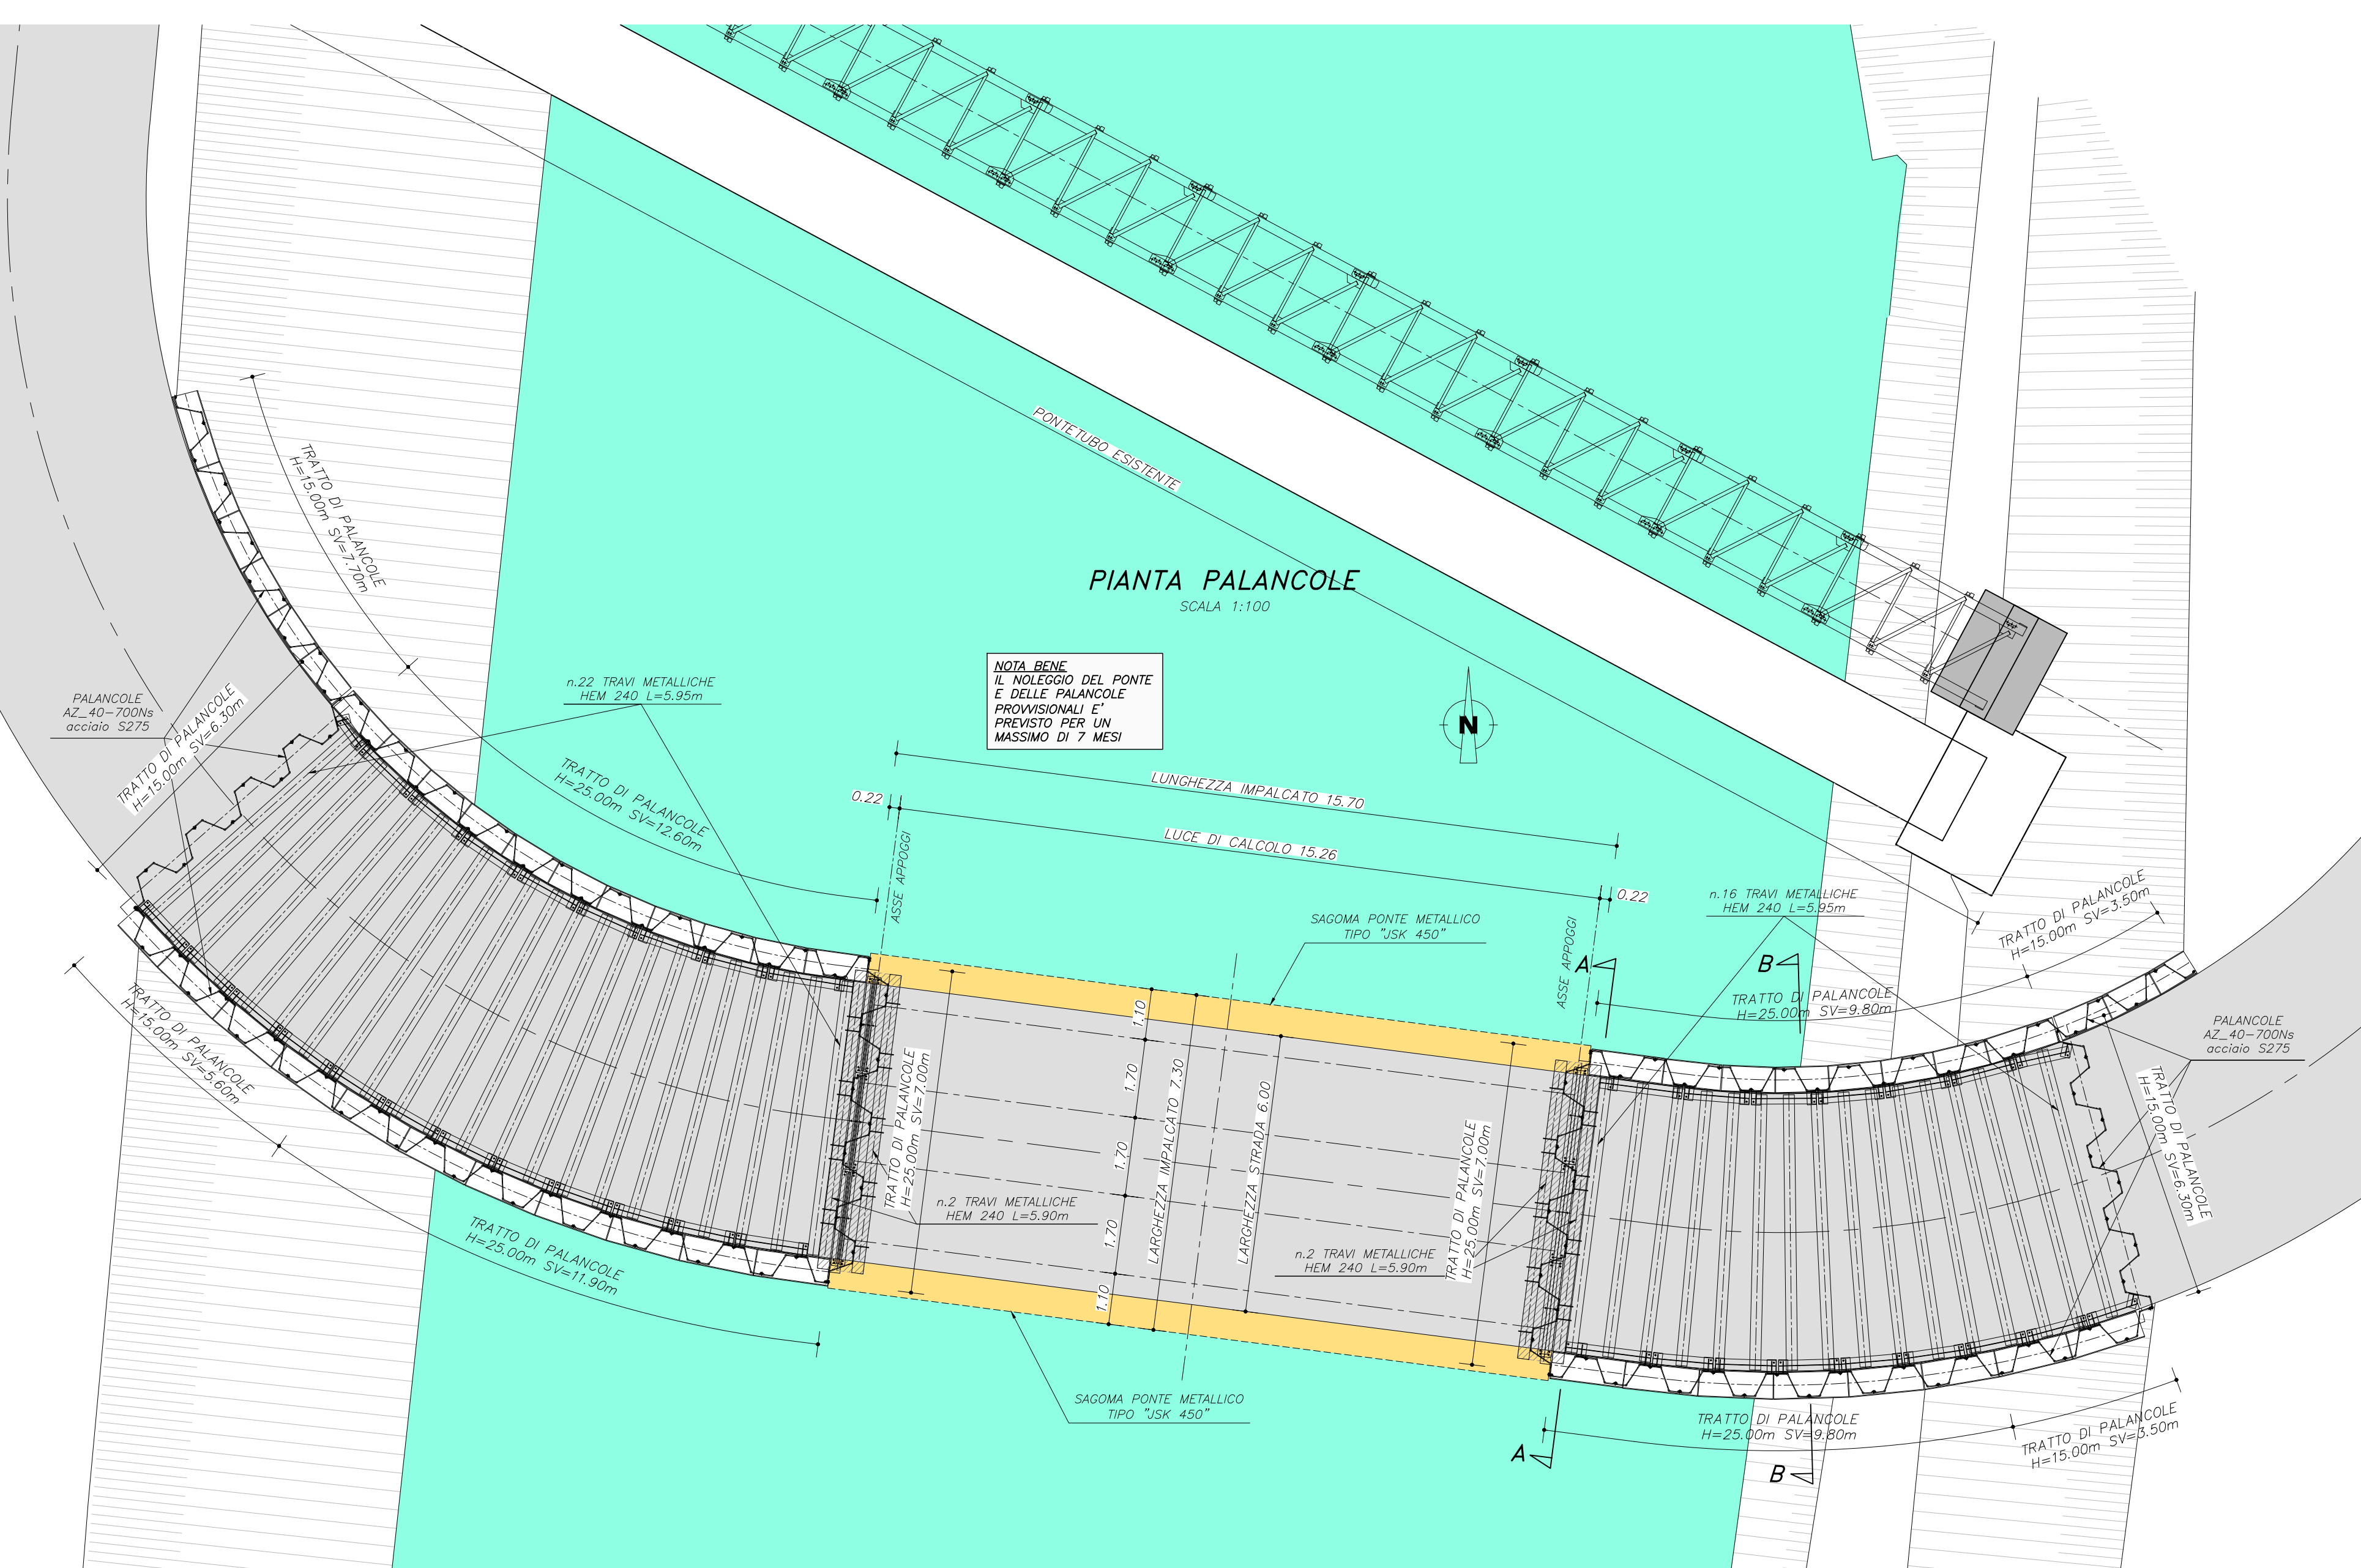 PONTETUBO ESISTENTE
TRATTO DI PALANCOLE
H=15.00m SV=7.70m
PIANTA PALANCOLE
SCALA 1:100
NOTA BENE
IL NOLEGGIO DEL PONTE
E DELLE PALANCOLE
PROVVISIONALI E'
PREVISTO PER UN
MASSIMO DI 7 MESI
N
n.22 TRAVI METALLICHE
HEM 240 L=5.95m
PALANCOLE
AZ_40-700Ns
acciaio S275
TRATTO DI PALANCOLE
H=15.00m SV=6.30m
TRATTO DI PALANCOLE
H=25.00m SV=12.60m
LUNGHEZZA IMPALCATO 15.70
0.22
LUCE DI CALCOLO 15.26
0.22
ASSE APPOGGI
ASSE APPOGGI
n.16 TRAVI METALLICHE
HEM 240 L=5.95m
SAGOMA PONTE METALLICO
TIPO "JSK 450"
TRATTO DI PALANCOLE
H=15.00m SV=3.50m
A
B
TRATTO DI PALANCOLE
H=25.00m SV=9.80m
PALANCOLE
AZ_40-700Ns
acciaio S275
TRATTO DI PALANCOLE
H=15.00m SV=5.60m
TRATTO DI PALANCOLE
H=25.00m SV=7.00m
1.10
1.70
1.70
1.70
1.10
LARGHEZZA IMPALCATO 7.30
LARGHEZZA STRADA 6.00
TRATTO DI PALANCOLE
H=25.00m SV=7.00m
TRATTO DI PALANCOLE
H=15.00m SV=6.30m
n.2 TRAVI METALLICHE
HEM 240 L=5.90m
n.2 TRAVI METALLICHE
HEM 240 L=5.90m
TRATTO DI PALANCOLE
H=25.00m SV=11.90m
SAGOMA PONTE METALLICO
TIPO "JSK 450"
TRATTO DI PALANCOLE
H=25.00m SV=9.80m
TRATTO DI PALANCOLE
H=15.00m SV=3.50m
A
B